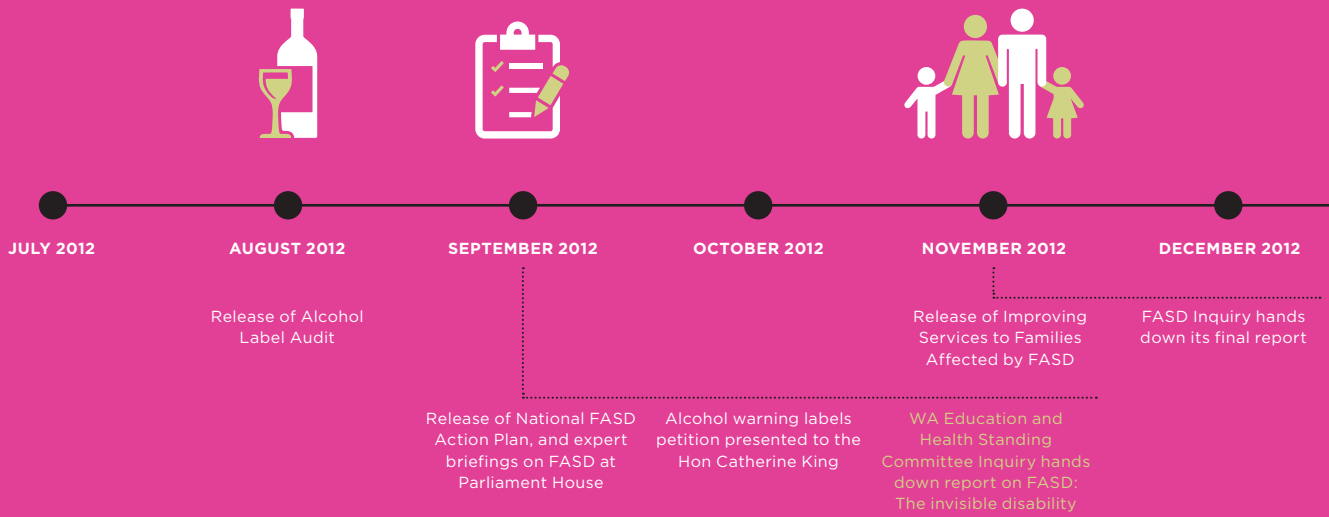 JULY 2012
AUGUST 2012
SEPTEMBER 2012
OCTOBER 2012
NOVEMBER 2012
DECEMBER 2012
Release of Alcohol
Label Audit
Release of Improving
Services to Families
Affected by FASD
FASD Inquiry hands
down its final report
Release of National FASD
Action Plan, and expert
briefings on FASD at
Parliament House
Alcohol warning labels
petition presented to the
Hon Catherine King
WA Education and
Health Standing
Committee Inquiry hands
down report on FASD:
The invisible disability